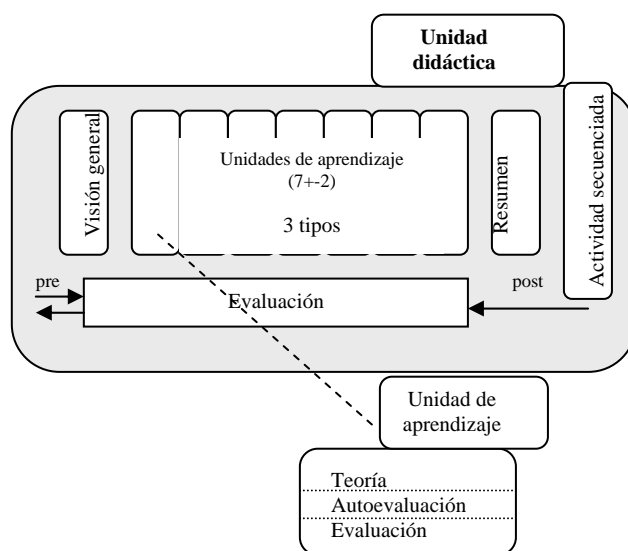 Unidad
didáctica
Visión general
Unidades de aprendizaje
(7+-2)
3 tipos
Resumen
Actividad secuenciada
pre
post
Evaluación
Unidad de
aprendizaje
Teoría
Autoevaluación
Evaluación